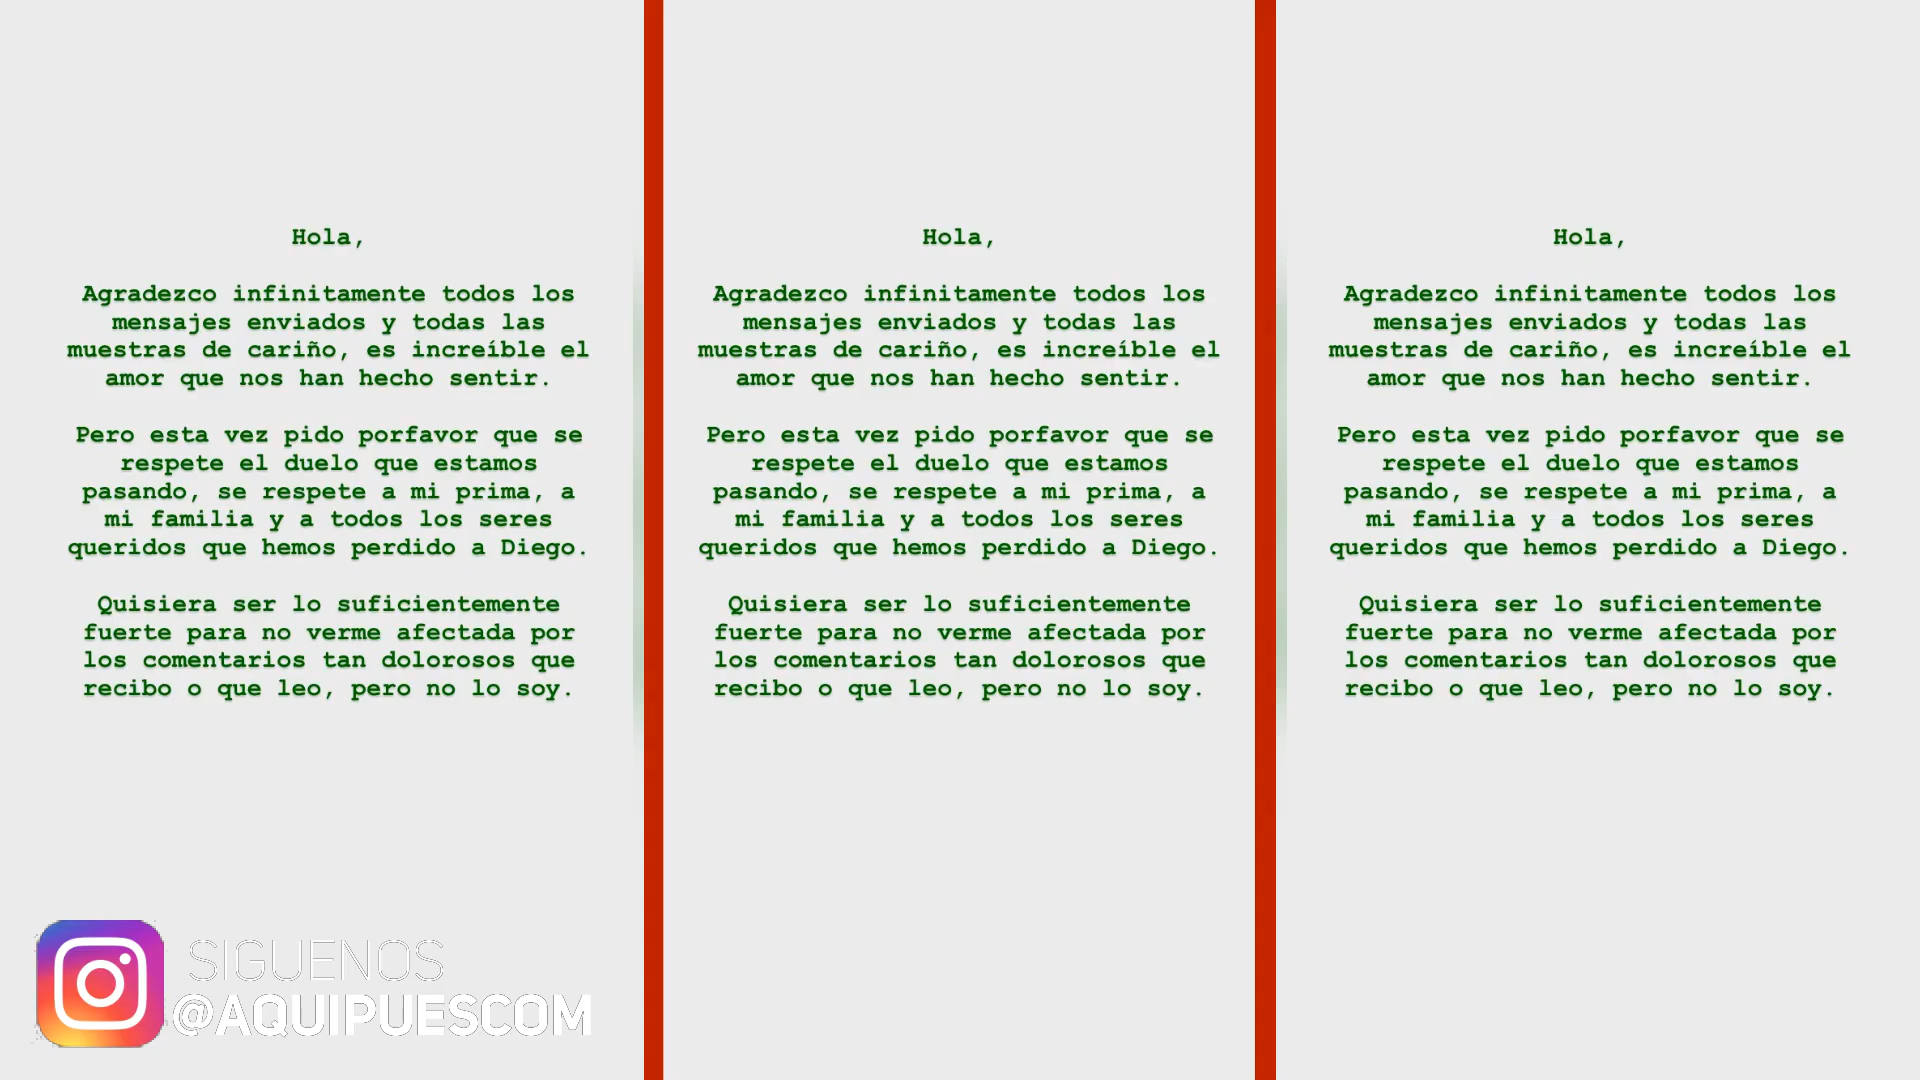 Hola,
Agradezco infinitamente todos los
mensajes enviados y todas las
muestras de cariño, es increíble el
amor que nos han hecho sentir.
Pero esta vez pido porfavor que se
respete el duelo que estamos
pasando, se respete a mi prima, a
mi familia y a todos los seres
queridos que hemos perdido a Diego.
Quisiera ser lo suficientemente
fuerte para no verme afectada por
los comentarios tan dolorosos que
recibo o que leo, pero no lo soy.
Hola,
Agradezco infinitamente todos los
mensajes enviados y todas las
muestras de cariño, es increíble el
amor que nos han hecho sentir.
Pero esta vez pido porfavor que se
respete el duelo que estamos
pasando, se respete a mi prima, a
mi familia y a todos los seres
queridos que hemos perdido a Diego.
Quisiera ser lo suficientemente
fuerte para no verme afectada por
los comentarios tan dolorosos que
recibo o que leo, pero no lo soy.
Hola,
Agradezco infinitamente todos los
mensajes enviados y todas las
muestras de cariño, es increíble el
amor que nos han hecho sentir.
Pero esta vez pido porfavor que se
respete el duelo que estamos
pasando, se respete a mi prima, a
mi familia y a todos los seres
queridos que hemos perdido a Diego.
Quisiera ser lo suficientemente
fuerte para no verme afectada por
los comentarios tan dolorosos que
recibo o que leo, pero no lo soy.
SIGUENOS
@AQUIPUESCOM